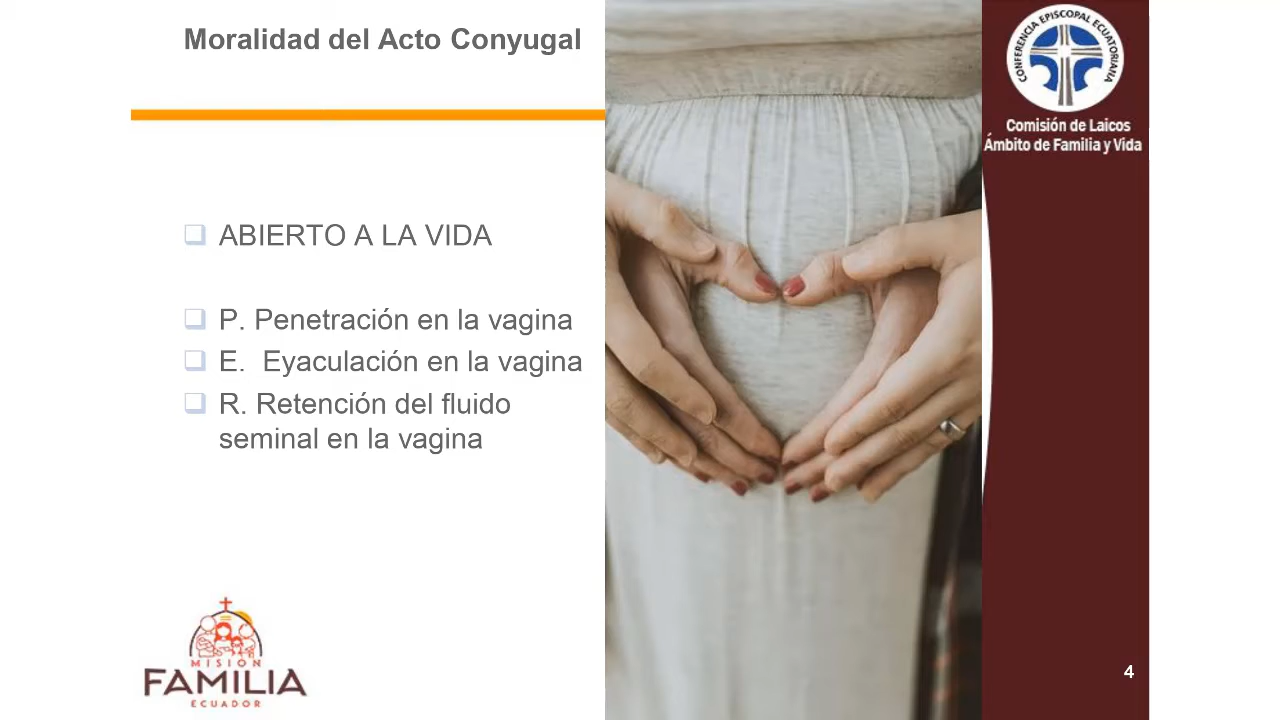 Moralidad del Acto Conyugal
CONFERENCIA EPISCOPAL ECUATORIANA
Comisión de Laicos
Ámbito de Familia y Vida
ABIERTO A LA VIDA
P. Penetración en la vagina
E. Eyaculación en la vagina
R. Retención del fluido
seminal en la vagina
MISION
FAMILIA
ECUADOR
4